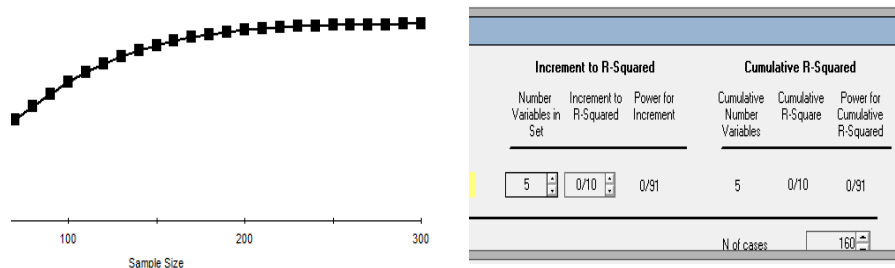 100 200 300
Sample Size
Increment to R-Squared Cumulative R-Squared
Number Increment to Power for Cumulative Cumulative Power for
Variables in R-Squared Increment Number R-Square Cumulative
Set Variables R-Squared
5 0/10 0/91 5 0/10 0/91
N of cases 160